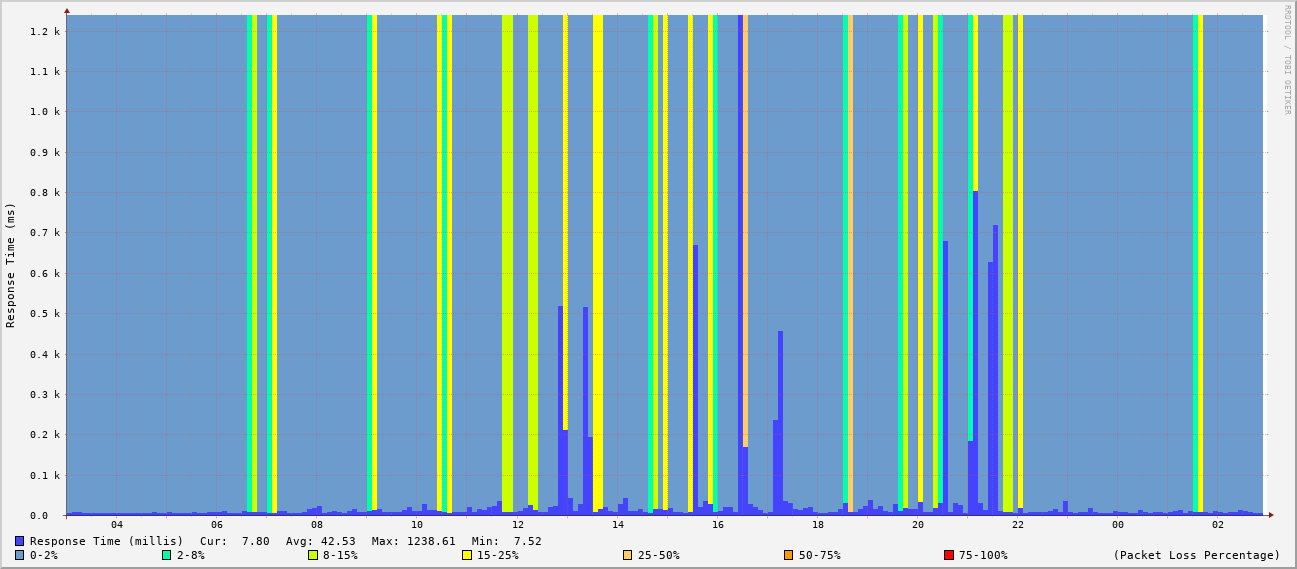 RRDTOOL / TOBI OETIKER
Response Time (ms)
1.2 k
1.1 k
1.0 k
0.9 k
0.8 k
0.7 k
0.6 k
0.5 k
0.4 k
0.3 k
0.2 k
0.1 k
0.0
04 06 08 10 12 14 16 18 20 22 00 02
Response Time (millis) Cur: 7.80 Avg: 42.53 Max: 1238.61 Min: 7.52
0-2% 2-8% 8-15% 15-25% 25-50% 50-75% 75-100% (Packet Loss Percentage)